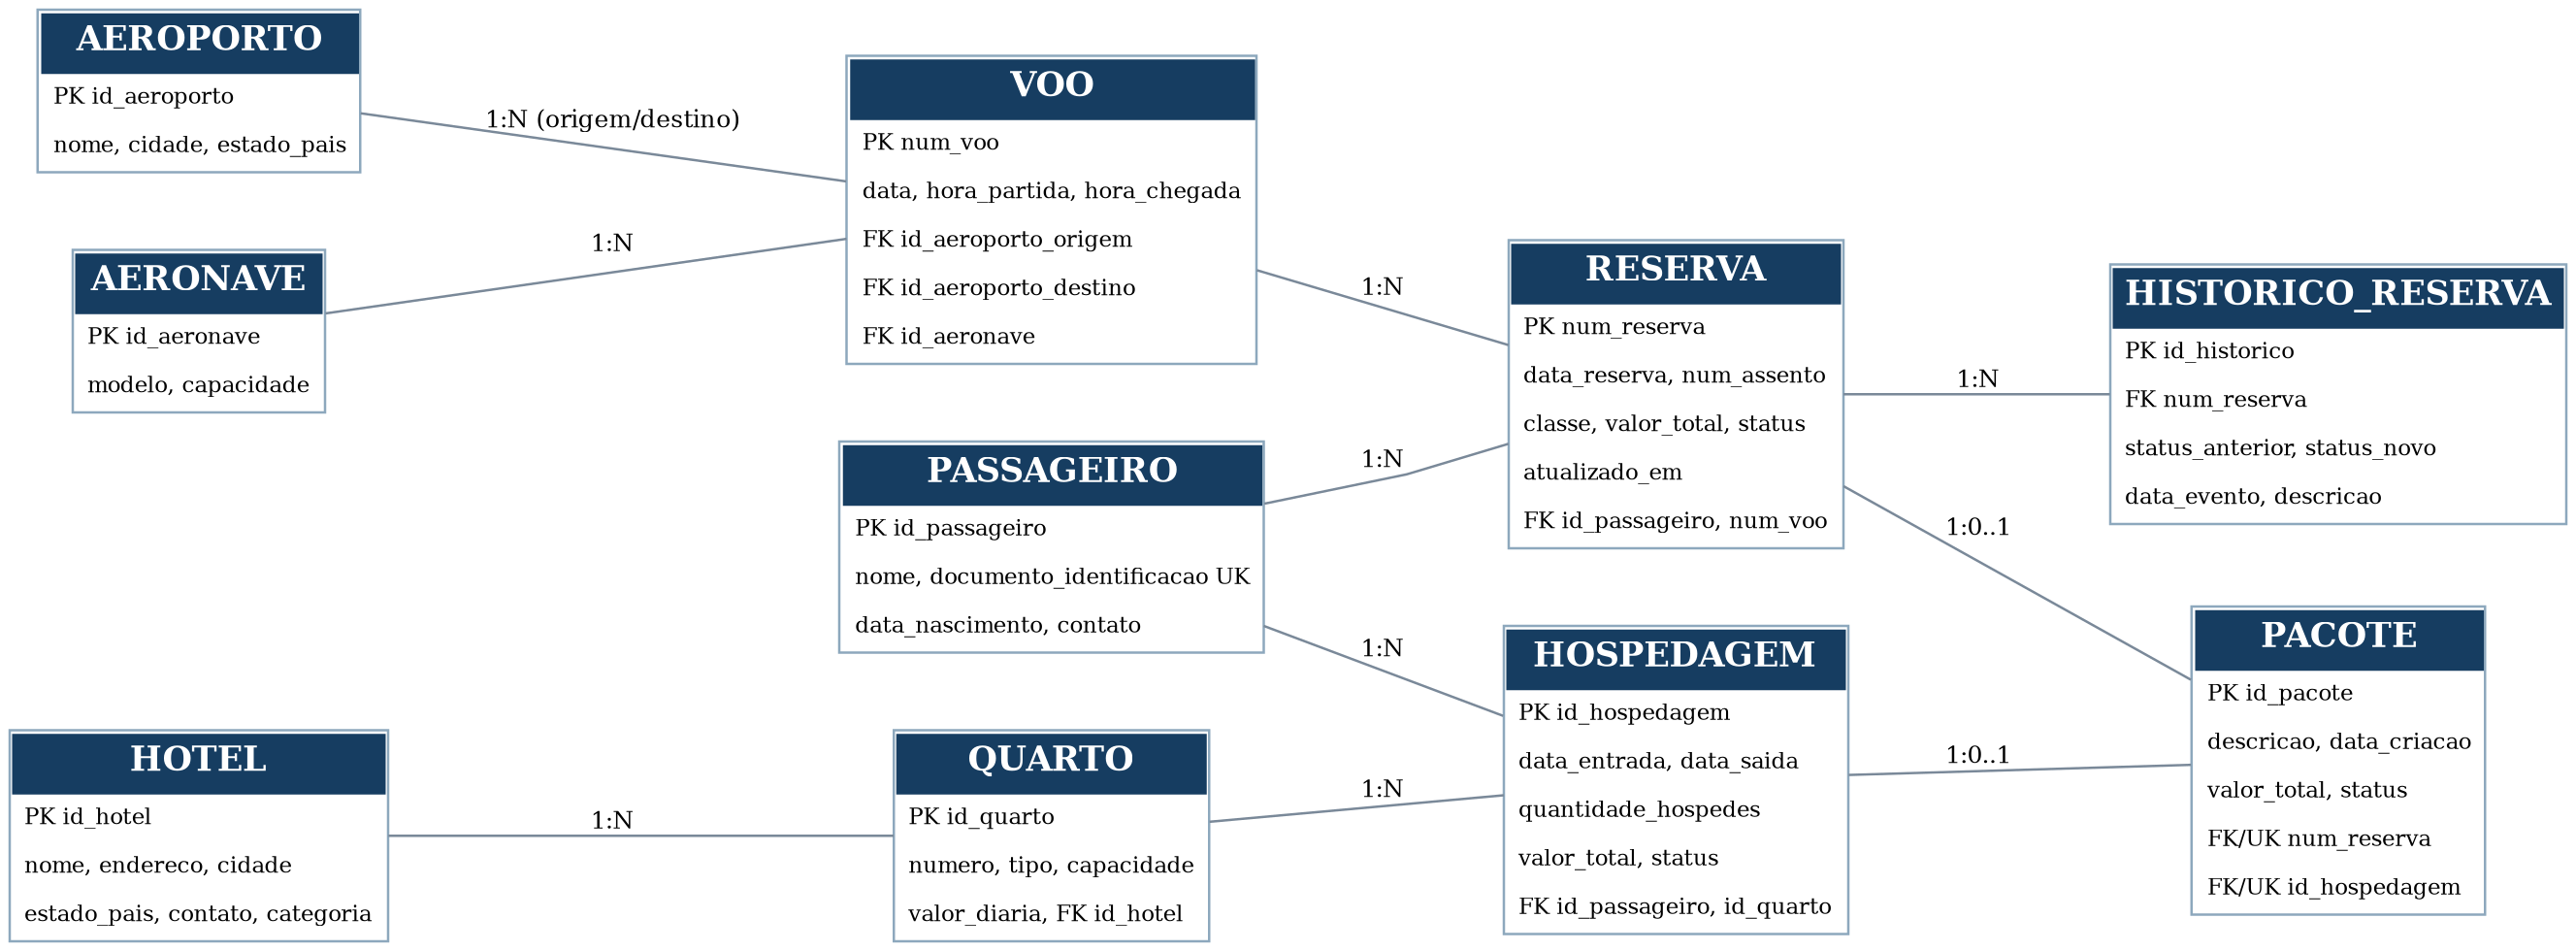 AEROPORTO
PK id_aeroporto
nome, cidade, estado_pais
1:N (origem/destino)
AERONAVE
PK id_aeronave
modelo, capacidade
1:N
VOO
PK num_voo
data, hora_partida, hora_chegada
FK id_aeroporto_origem
FK id_aeroporto_destino
FK id_aeronave
1:N
PASSAGEIRO
PK id_passageiro
nome, documento_identificacao UK
data_nascimento, contato
1:N
1:N
HOTEL
PK id_hotel
nome, endereco, cidade
estado_pais, contato, categoria
1:N
QUARTO
PK id_quarto
numero, tipo, capacidade
valor_diaria, FK id_hotel
1:N
RESERVA
PK num_reserva
data_reserva, num_assento
classe, valor_total, status
atualizado_em
FK id_passageiro, num_voo
1:N
1:0..1
HOSPEDAGEM
PK id_hospedagem
data_entrada, data_saida
quantidade_hospedes
valor_total, status
FK id_passageiro, id_quarto
1:0..1
HISTORICO_RESERVA
PK id_historico
FK num_reserva
status_anterior, status_novo
data_evento, descricao
PACOTE
PK id_pacote
descricao, data_criacao
valor_total, status
FK/UK num_reserva
FK/UK id_hospedagem